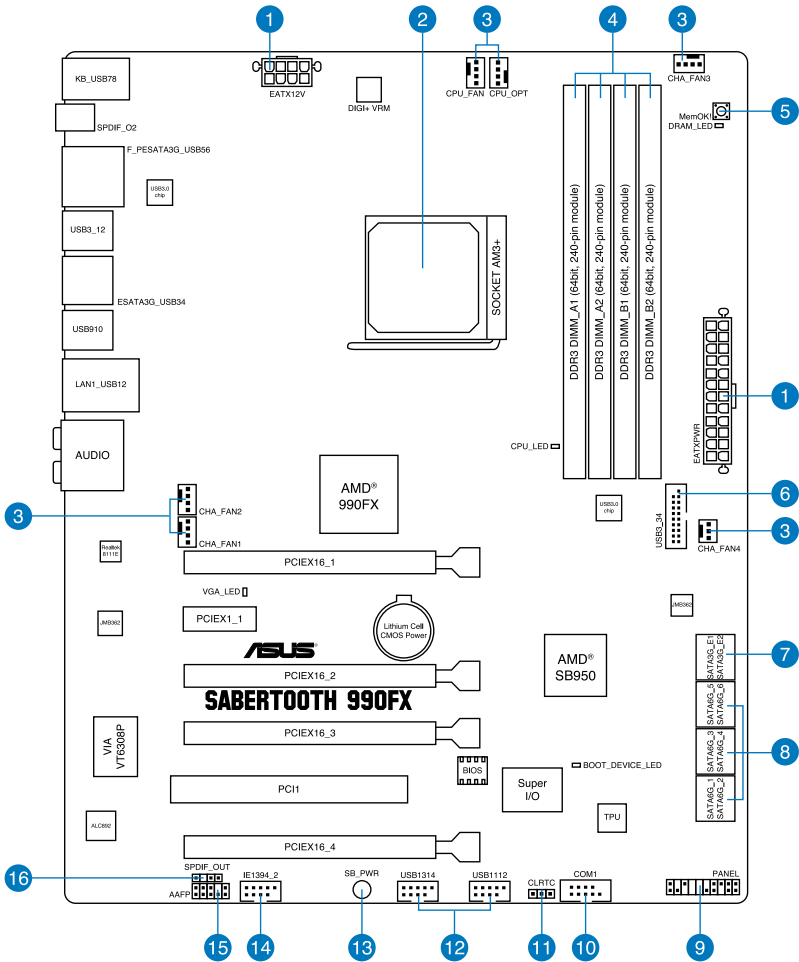 1
2
3
4
3
KB_USB78
EATX12V
DIGI+ VRM
CPU_FAN
CPU_OPT
CHA_FAN3
MemOK!
DRAM_LED
5
SPDIF_O2
F_PESATA3G_USB56
USB3.0
chip
USB3_12
ESATA3G_USB34
USB910
LAN1_USB12
AUDIO
SOCKET AM3+
DDR3 DIMM_A1 (64bit, 240-pin module)
DDR3 DIMM_A2 (64bit, 240-pin module)
DDR3 DIMM_B1 (64bit, 240-pin module)
DDR3 DIMM_B2 (64bit, 240-pin module)
EATXPWR
1
CPU_LED
AMD®
990FX
USB3.0
chip
USB3_34
6
CHA_FAN4
3
3
CHA_FAN2
CHA_FAN1
Realtek
8111E
PCIEX16_1
VGA_LED
JMB362
PCIEX1_1
Lithium Cell
CMOS Power
JMB362
ASUS®
AMD®
SB950
SATA3G_E1
SATA3G_E2
7
PCIEX16_2
SABERTOOTH 990FX
SATA6G_5
SATA6G_6
PCIEX16_3
VIA
VT6308P
SATA6G_3
SATA6G_4
8
BIOS
BOOT_DEVICE_LED
Super
I/O
PCI1
SATA6G_1
SATA6G_2
TPU
ALC892
PCIEX16_4
SPDIF_OUT
16
AAFP
IE1394_2
SB_PWR
USB1314
USB1112
CLRTC
COM1
PANEL
15
14
13
12
11
10
9